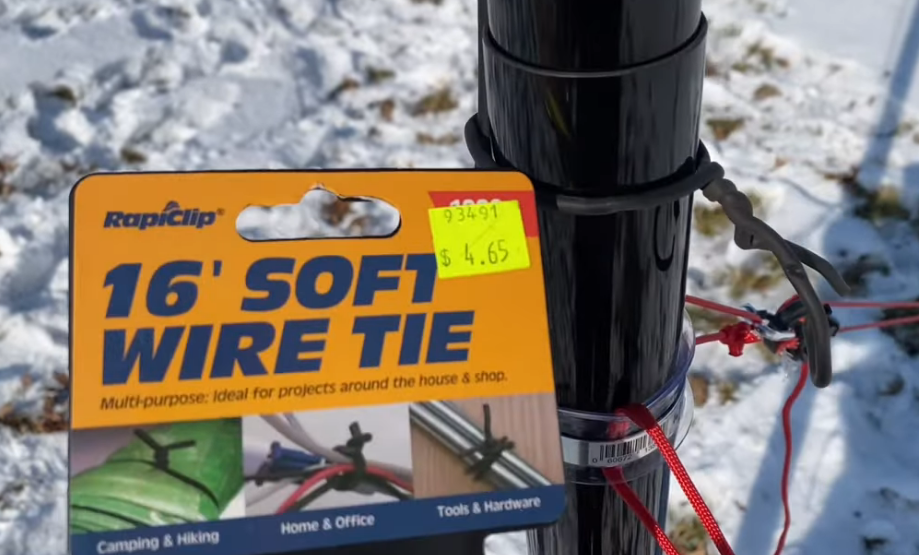 RapiClip®
93491
$ 4.65
16' SOFT
WIRE TIE
Multi-purpose; Ideal for projects around the house & shop.
Camping & Hiking
Home & Office
Tools & Hardware